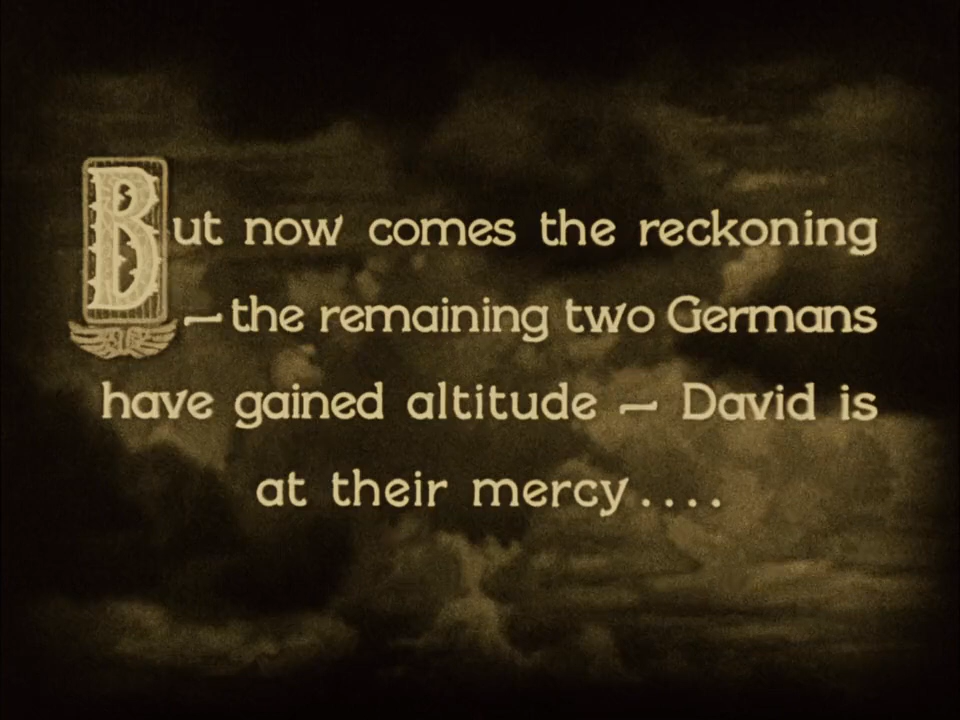 But now comes the reckoning
—the remaining two Germans
have gained altitude — David is
at their mercy....